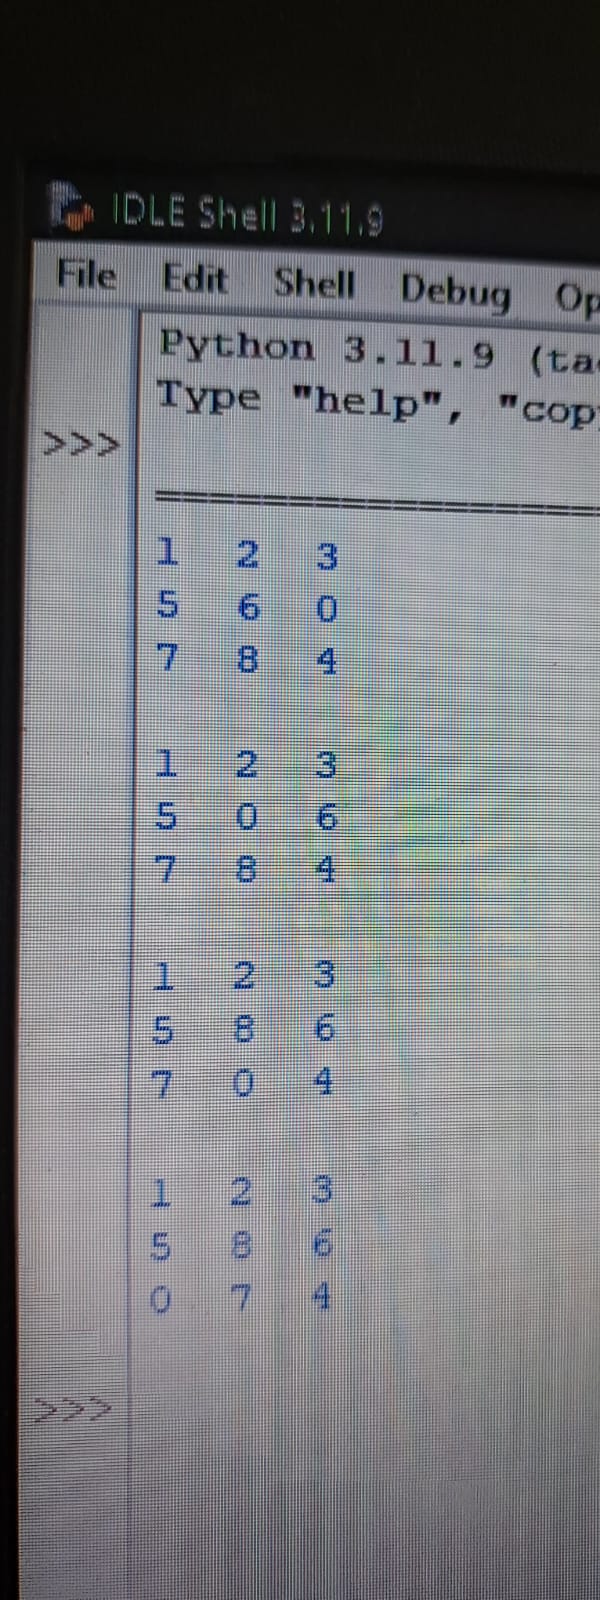 IDLE Shell 3.11.9
File Edit Shell Debug
Python 3.11.9
Type "help",
>>>
1 2 3
5 6 0
7 8 4
1 2 3
5 0 6
7 8 4
1 2 3
5 8 6
7 0 4
1 2 3
5 8 6
0 7 4
>>>